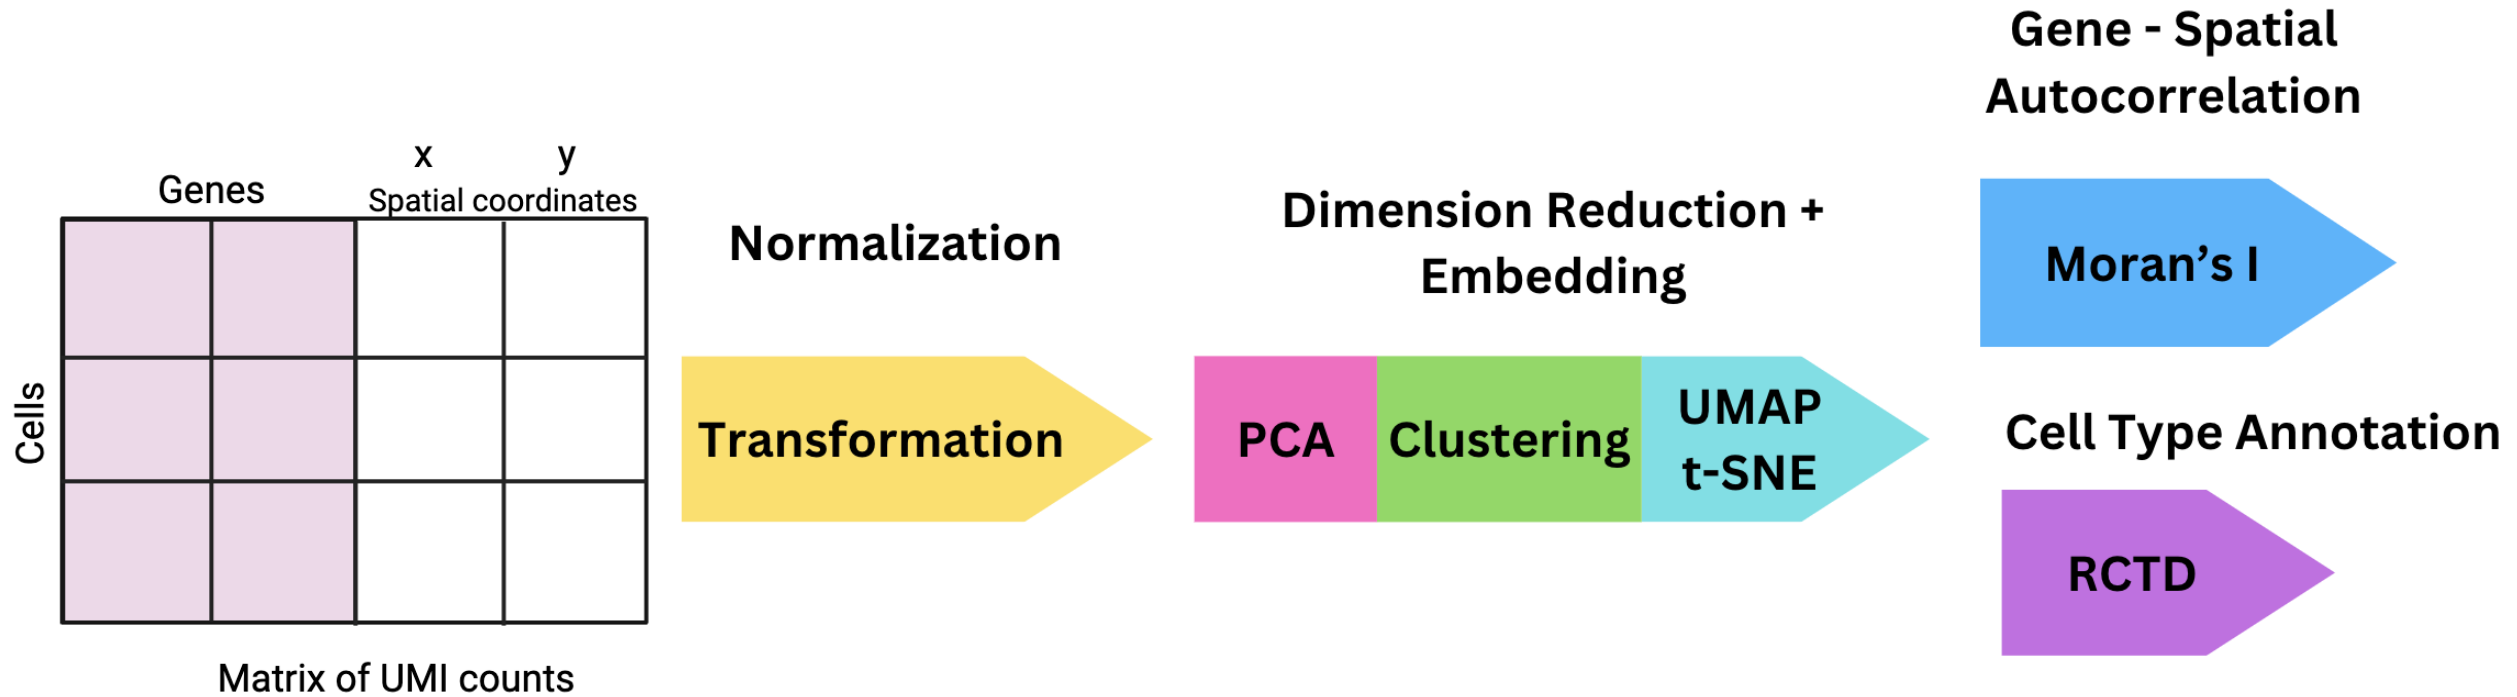 Genes
x
y
Spatial coordinates
Cells
Matrix of UMI counts
Normalization
Transformation
Dimension Reduction +
Embedding
PCA
Clustering
UMAP
t-SNE
Gene - Spatial
Autocorrelation
Moran’s I
Cell Type Annotation
RCTD